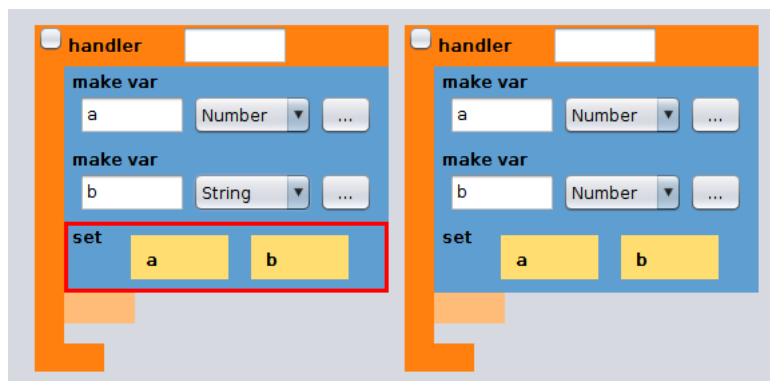 handler
make var
a Number ...
make var
b String ...
set a b
handler
make var
a Number ...
make var
b Number ...
set a b